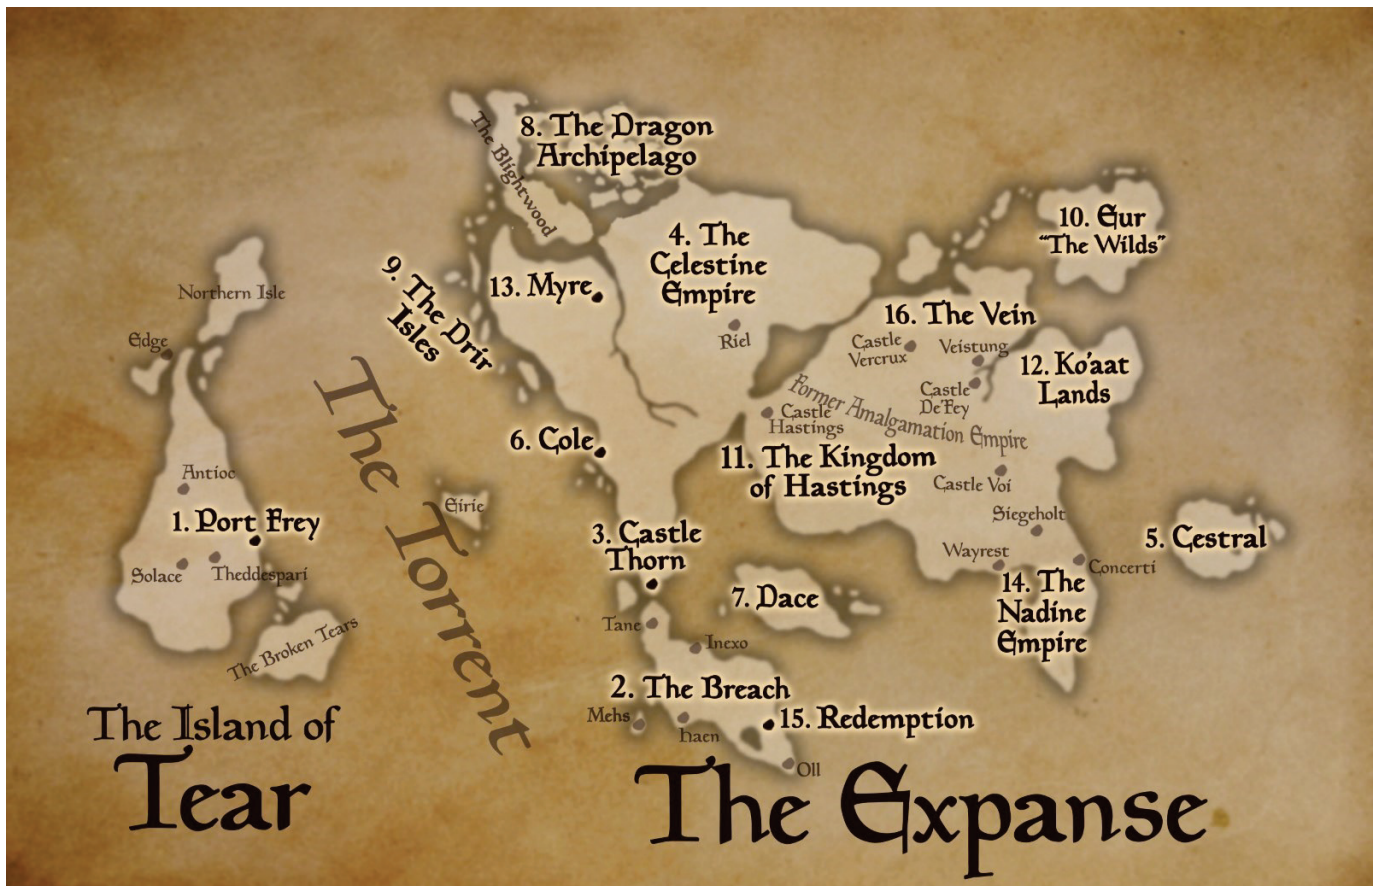 The Blightwood
8. The Dragon
Archipelago
10. Eur
"The Wilds"
4. The
Celestine
Empire
9. The Drir
Isles
13. Myre
Northern Isle
Edge
Riel
16. The Vein
Castle
Vercrux
Veistung
Castle
De'Fey
12. Ko'aat
Lands
Former Amalgamation Empire
Castle
Hastings
The Torrent
6. Cole
11. The Kingdom
of Hastings
Castle Voi
Antioc
1. Port Frey
Solace
Theddespari
Eirie
3. Castle
Thorn
Siegeholt
Wayrest
Concerti
5. Cestral
7. Dace
14. The
Nadine
Empire
The Broken Tears
Tane
Inexo
2. The Breach
Mehs
Haen
15. Redemption
Oll
The Island of
Tear
The Expanse